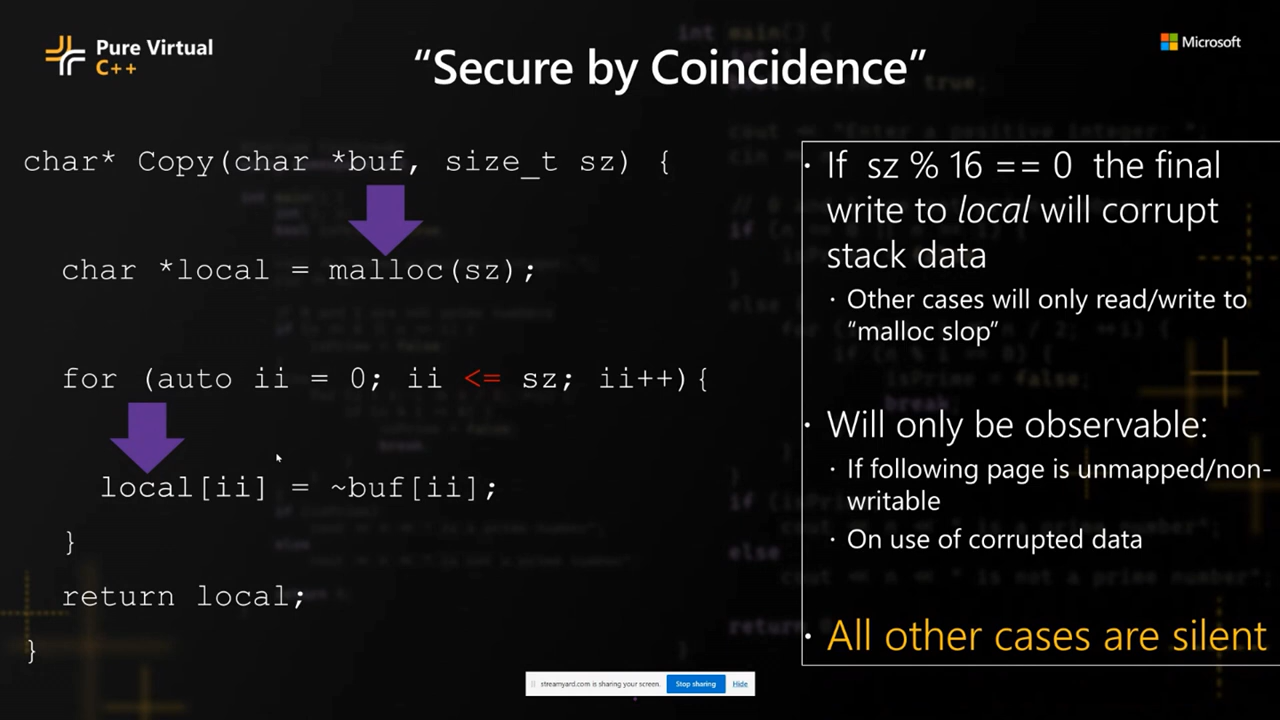 Pure Virtual
C++
"Secure by Coincidence"
Microsoft
char* Copy(char *buf, size_t sz) {
char *local = malloc(sz);
for (auto ii = 0; ii <= sz; ii++){
local[ii] = ~buf[ii];
}
return local;
}
· If sz % 16 == 0 the final
write to local will corrupt
stack data
· Other cases will only read/write to
"malloc slop"
· Will only be observable:
· If following page is unmapped/non-
writable
· On use of corrupted data
· All other cases are silent
streamyard.com is sharing your screen.
Stop sharing
Hide